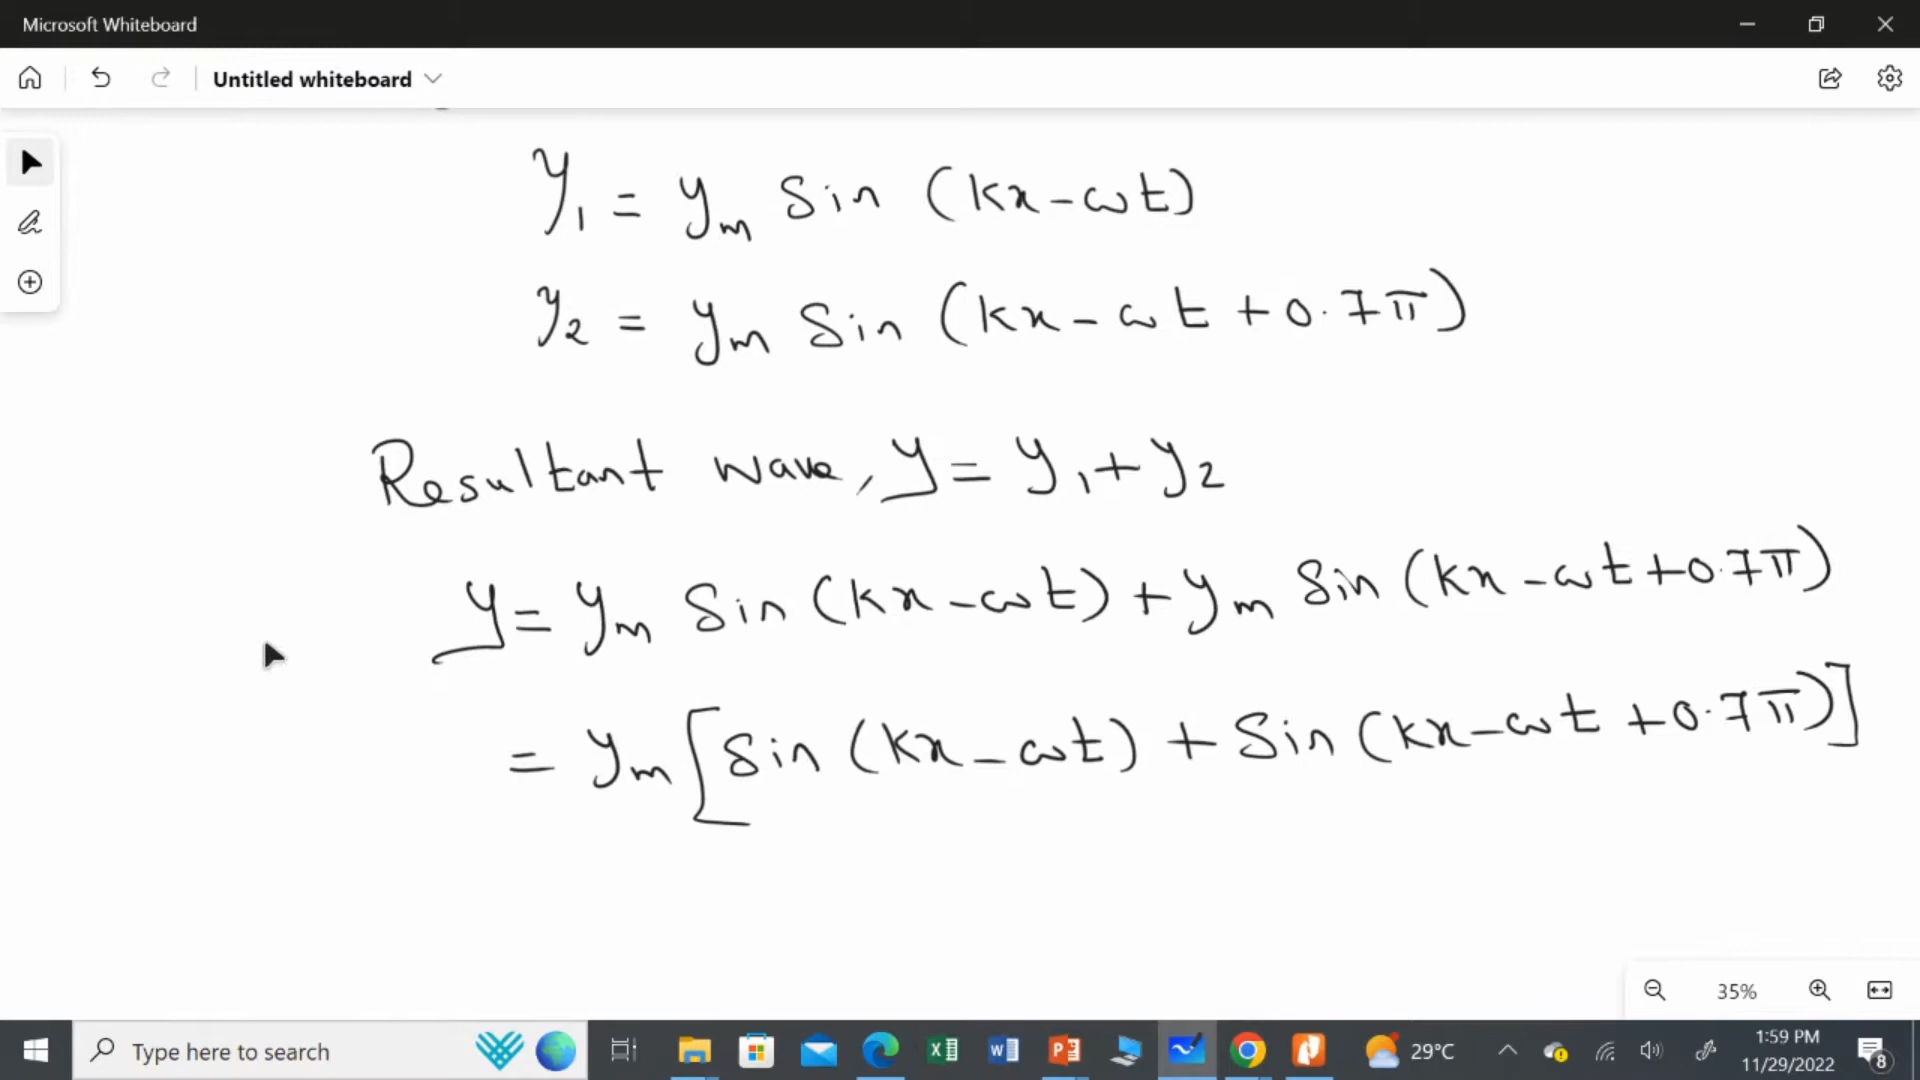 Microsoft Whiteboard
Untitled whiteboard
y₁ = yₘ Sin (kx-ωt)
y₂ = yₘ Sin (kx-ωt+0.7π)
Resultant wave, y = y₁+y₂
y = yₘ Sin (kx-ωt)+yₘ Sin (kx-ωt+0.7π)
= yₘ[Sin (kx-ωt)+Sin (kx-ωt+0.7π)]
35%
Type here to search
29°C
1:59 PM
11/29/2022
8